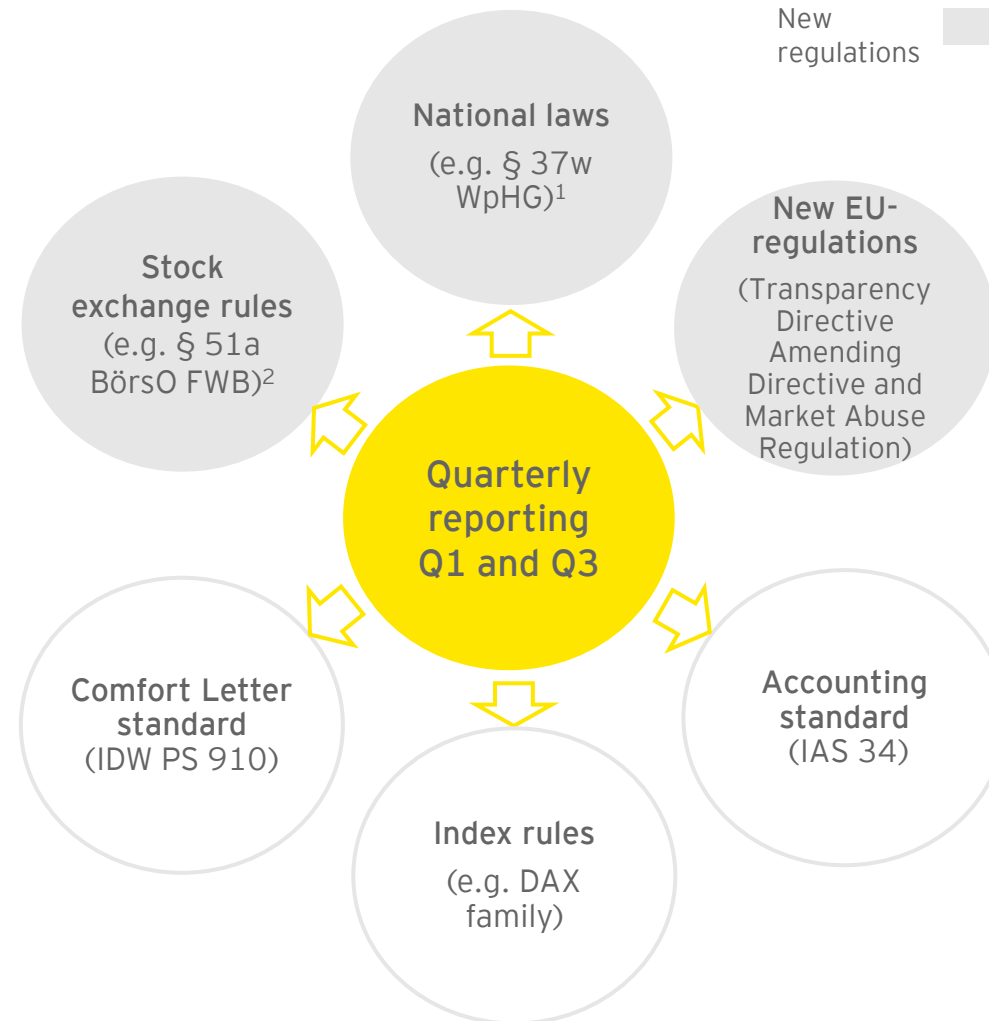 New
regulations
National laws
(e.g. § 37w
WpHG)¹
Stock
exchange rules
(e.g. § 51a
BörsO FWB)²
New EU-
regulations
(Transparency
Directive
Amending
Directive and
Market Abuse
Regulation)
Quarterly
reporting
Q1 and Q3
Comfort Letter
standard
(IDW PS 910)
Accounting
standard
(IAS 34)
Index rules
(e.g. DAX
family)